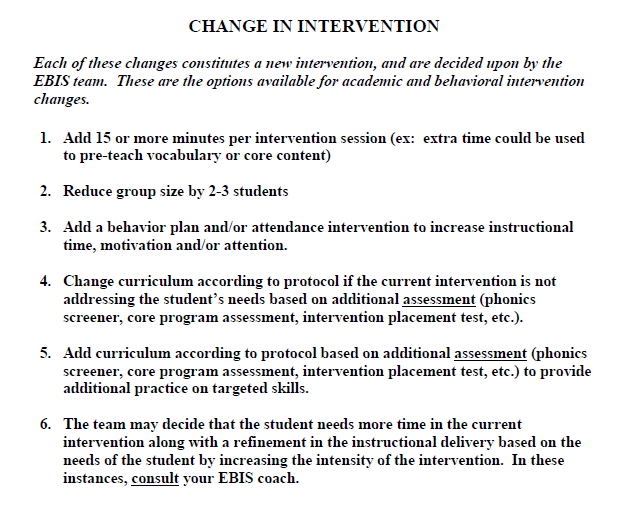 CHANGE IN INTERVENTION
Each of these changes constitutes a new intervention, and are decided upon by the
EBIS team.  These are the options available for academic and behavioral intervention
changes.
1. Add 15 or more minutes per intervention session (ex:  extra time could be used
to pre-teach vocabulary or core content)
2. Reduce group size by 2-3 students
3. Add a behavior plan and/or attendance intervention to increase instructional
time, motivation and/or attention.
4. Change curriculum according to protocol if the current intervention is not
addressing the student's needs based on additional assessment (phonics
screener, core program assessment, intervention placement test, etc.).
5. Add curriculum according to protocol based on additional assessment (phonics
screener, core program assessment, intervention placement test, etc.) to provide
additional practice on targeted skills.
6. The team may decide that the student needs more time in the current
intervention along with a refinement in the instructional delivery based on the
needs of the student by increasing the intensity of the intervention.  In these
instances, consult your EBIS coach.